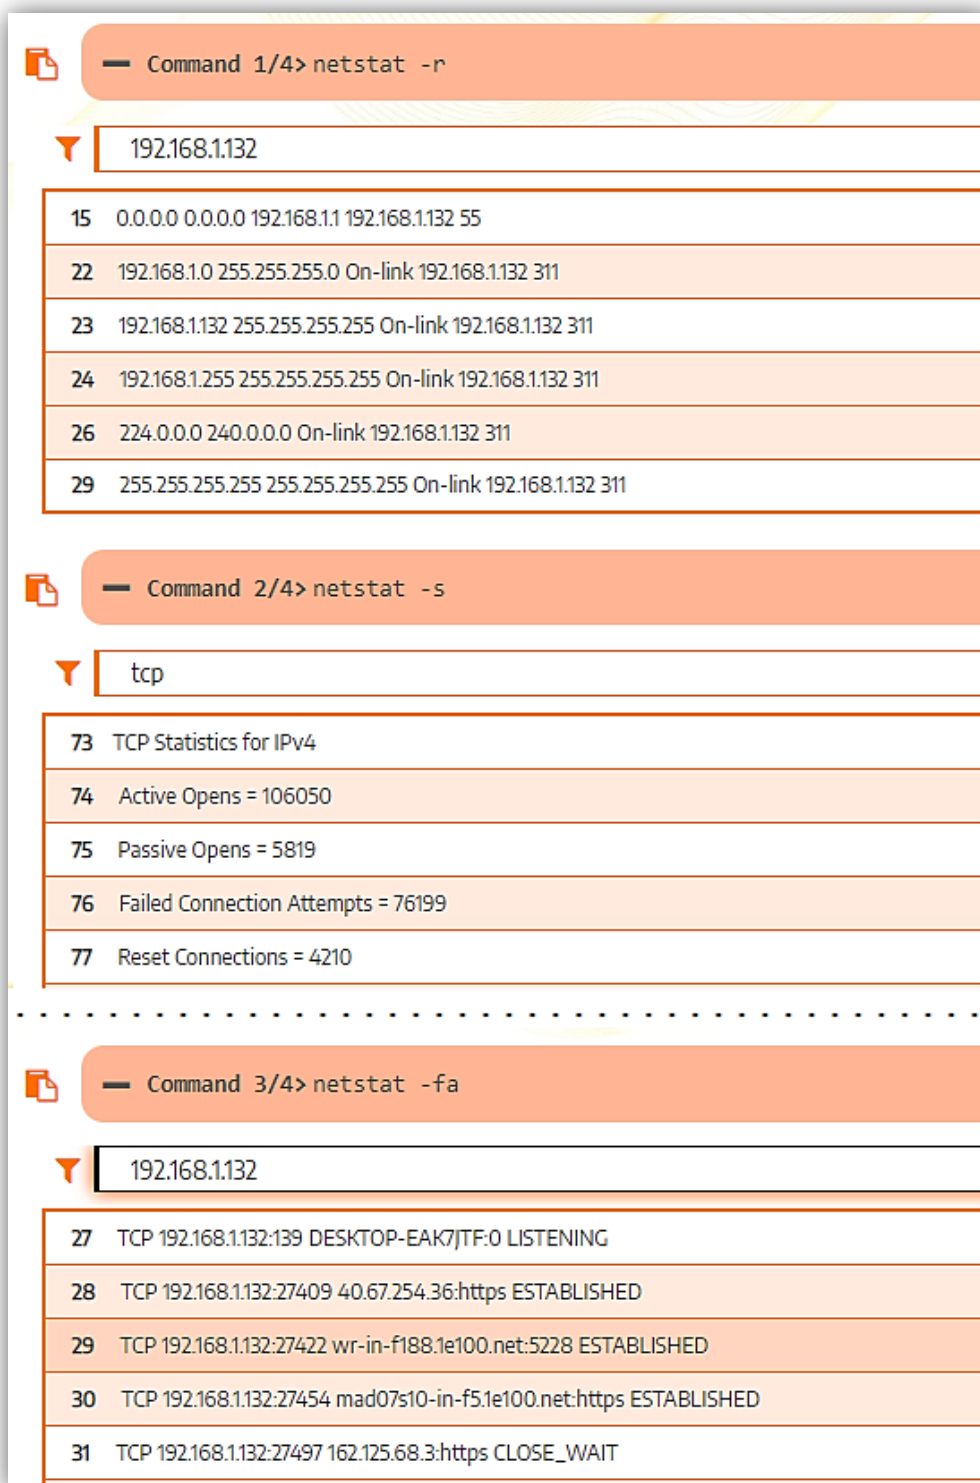 Command 1/4> netstat -r
192.168.1.132
15 0.0.0.0 0.0.0.0 192.168.1.1 192.168.1.132 55
22 192.168.1.0 255.255.255.0 On-link 192.168.1.132 311
23 192.168.1.132 255.255.255.255 On-link 192.168.1.132 311
24 192.168.1.255 255.255.255.255 On-link 192.168.1.132 311
26 224.0.0.0 240.0.0.0 On-link 192.168.1.132 311
29 255.255.255.255 255.255.255.255 On-link 192.168.1.132 311
Command 2/4> netstat -s
tcp
73 TCP Statistics for IPv4
74 Active Opens = 106050
75 Passive Opens = 5819
76 Failed Connection Attempts = 76199
77 Reset Connections = 4210
Command 3/4> netstat -fa
192.168.1.132
27 TCP 192.168.1.132:139 DESKTOP-EAK7JTF:0 LISTENING
28 TCP 192.168.1.132:27409 40.67.254.36:https ESTABLISHED
29 TCP 192.168.1.132:27422 wr-in-f188.1e100.net:5228 ESTABLISHED
30 TCP 192.168.1.132:27454 mad07s10-in-f5.1e100.net:https ESTABLISHED
31 TCP 192.168.1.132:27497 162.125.68.3:https CLOSE_WAIT